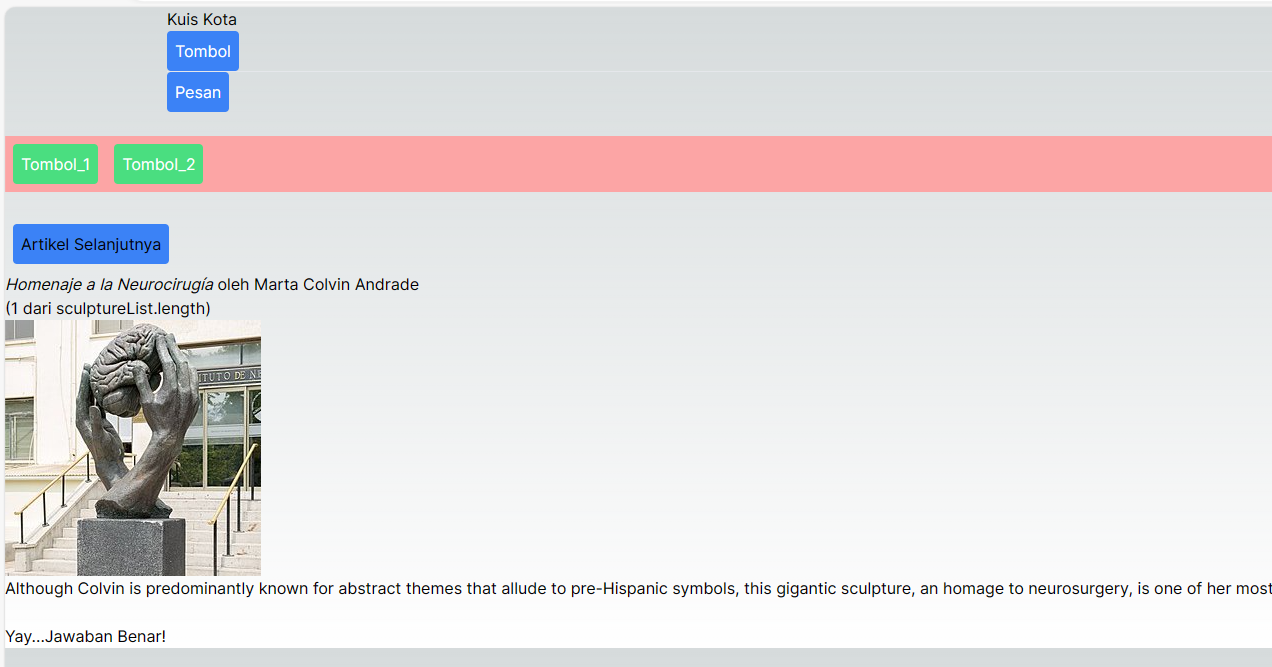 Kuis Kota
Tombol
Pesan
Tombol_1 Tombol_2
Artikel Selanjutnya
Homenaje a la Neurocirugía oleh Marta Colvin Andrade
(1 dari sculptureList.length)
ITUTO DE NE
Although Colvin is predominantly known for abstract themes that allude to pre-Hispanic symbols, this gigantic sculpture, an homage to neurosurgery, is one of her most
Yay...Jawaban Benar!